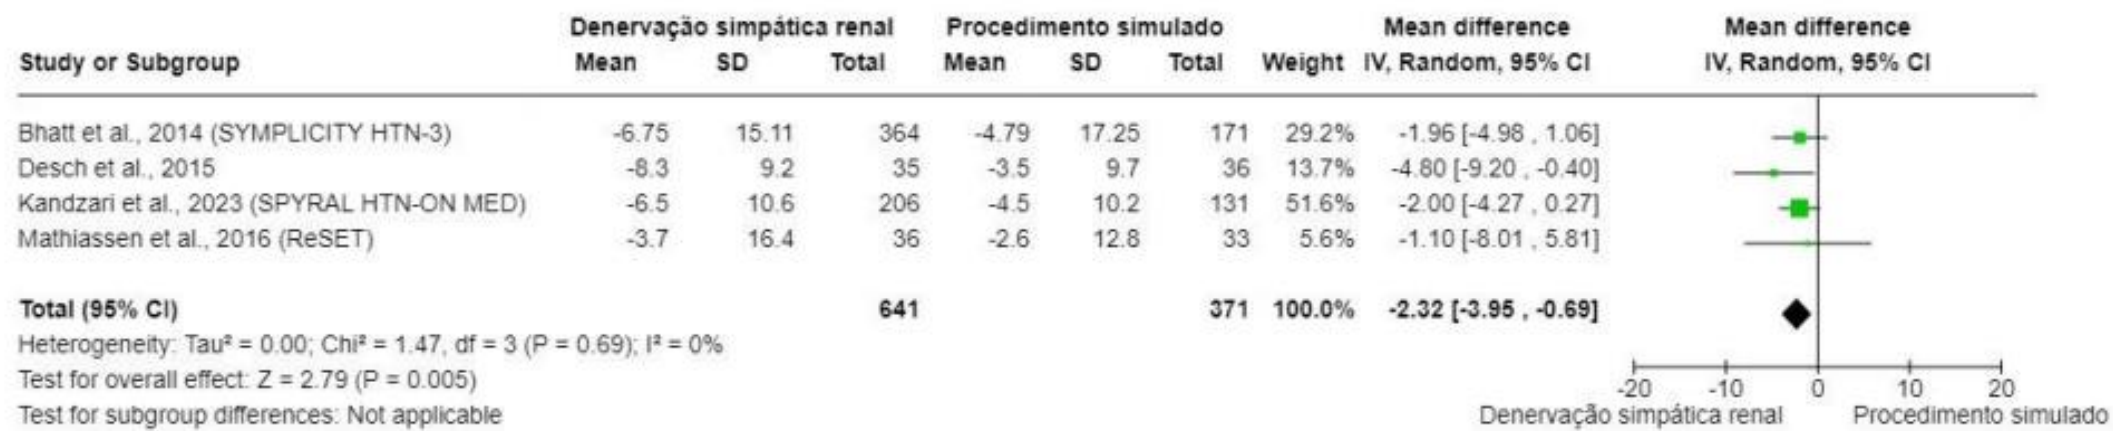 Denervação simpática renal Procedimento simulado Mean difference Mean difference
Study or Subgroup Mean SD Total Mean SD Total Weight IV, Random, 95% CI IV, Random, 95% CI
Bhatt et al., 2014 (SYMPLICITY HTN-3) -6.75 15.11 364 -4.79 17.25 171 29.2% -1.96 [-4.98 , 1.06]
Desch et al., 2015 -8.3 9.2 35 -3.5 9.7 36 13.7% -4.80 [-9.20 , -0.40]
Kandzari et al., 2023 (SPYRAL HTN-ON MED) -6.5 10.6 206 -4.5 10.2 131 51.6% -2.00 [-4.27 , 0.27]
Mathiassen et al., 2016 (ReSET) -3.7 16.4 36 -2.6 12.8 33 5.6% -1.10 [-8.01 , 5.81]
Total (95% CI) 641 371 100.0% -2.32 [-3.95 , -0.69]
Heterogeneity: Tau² = 0.00; Chi² = 1.47, df = 3 (P = 0.69); I² = 0%
Test for overall effect: Z = 2.79 (P = 0.005)
-20 -10 0 10 20
Test for subgroup differences: Not applicable Denervação simpática renal Procedimento simulado